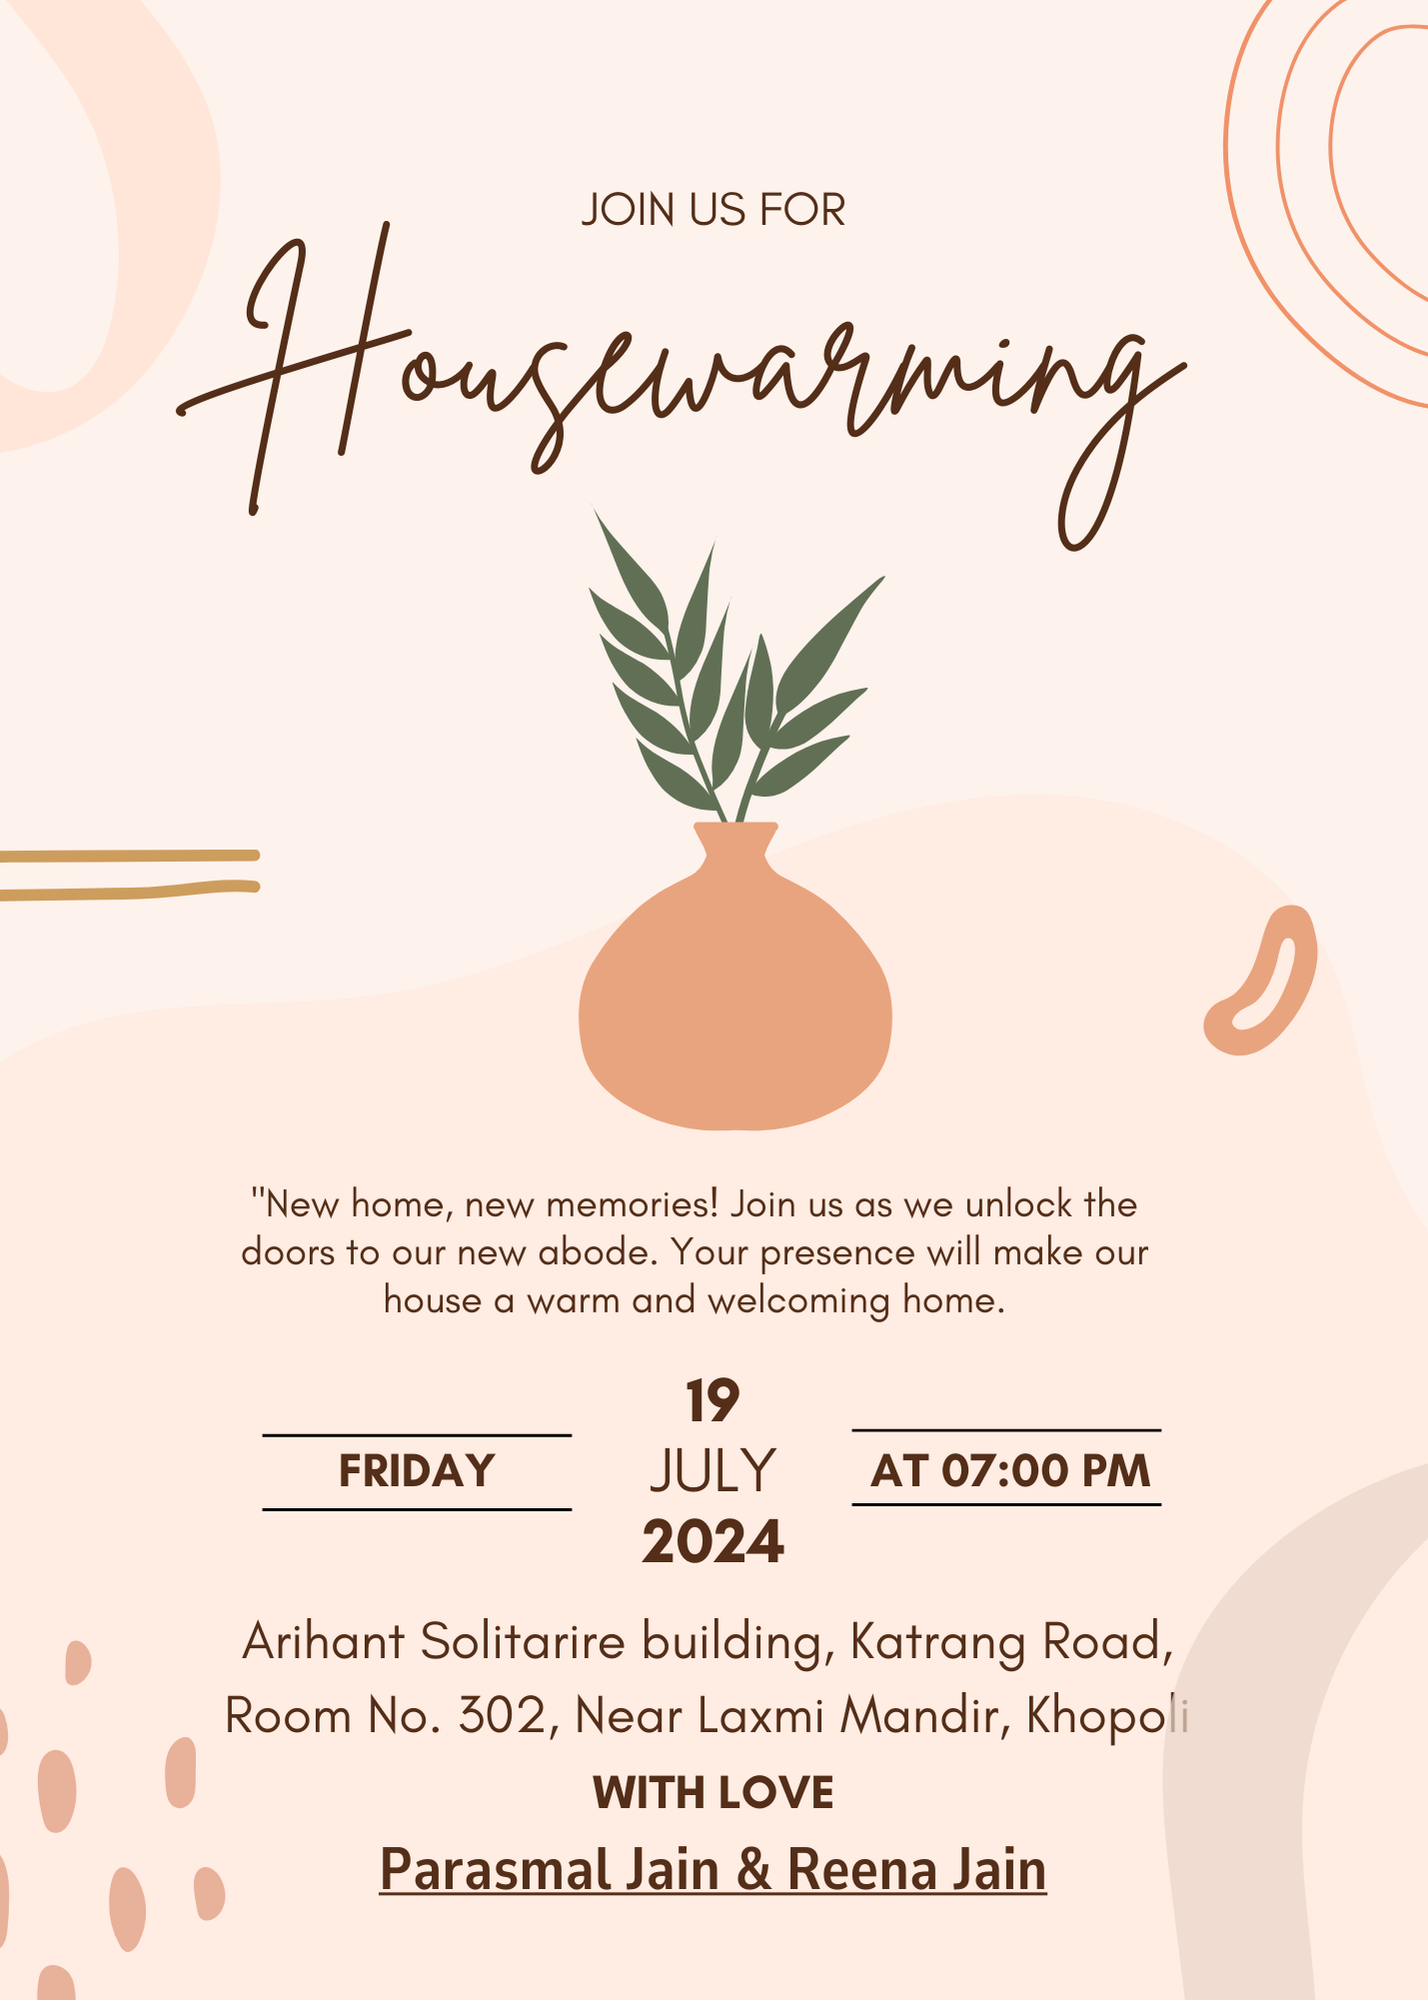 JOIN US FOR
Housewarming
"New home, new memories! Join us as we unlock the
doors to our new abode. Your presence will make our
house a warm and welcoming home.
19
FRIDAY JULY AT 07:00 PM
2024
Arihant Solitarire building, Katrang Road,
Room No. 302, Near Laxmi Mandir, Khopoli
WITH LOVE
Parasmal Jain & Reena Jain